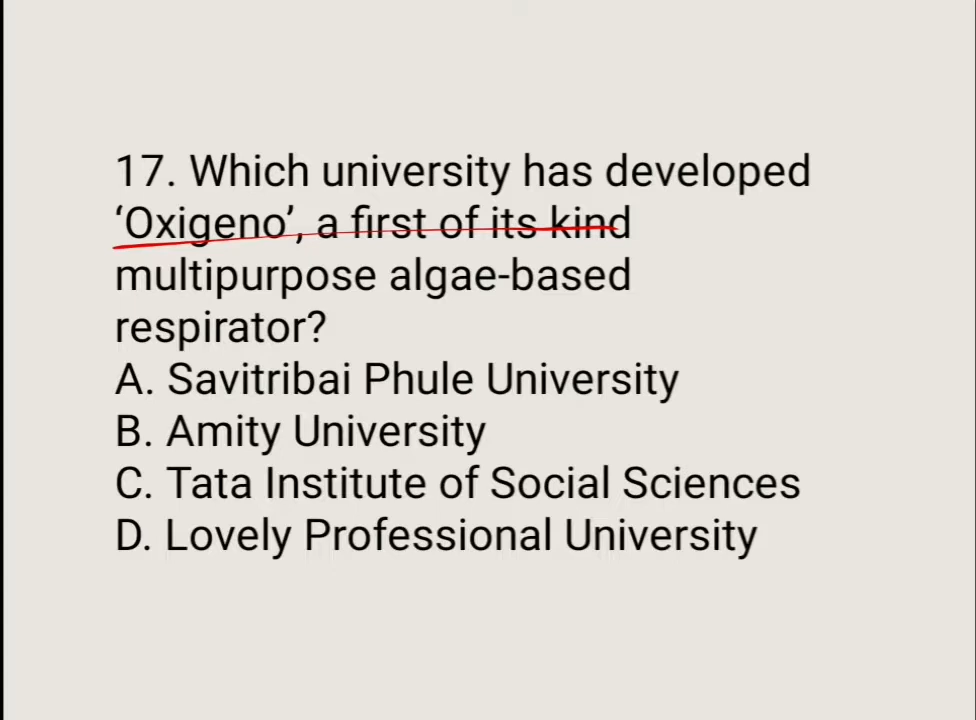 17. Which university has developed
‘Oxigeno’, a first of its kind
multipurpose algae-based
respirator?
A. Savitribai Phule University
B. Amity University
C. Tata Institute of Social Sciences
D. Lovely Professional University